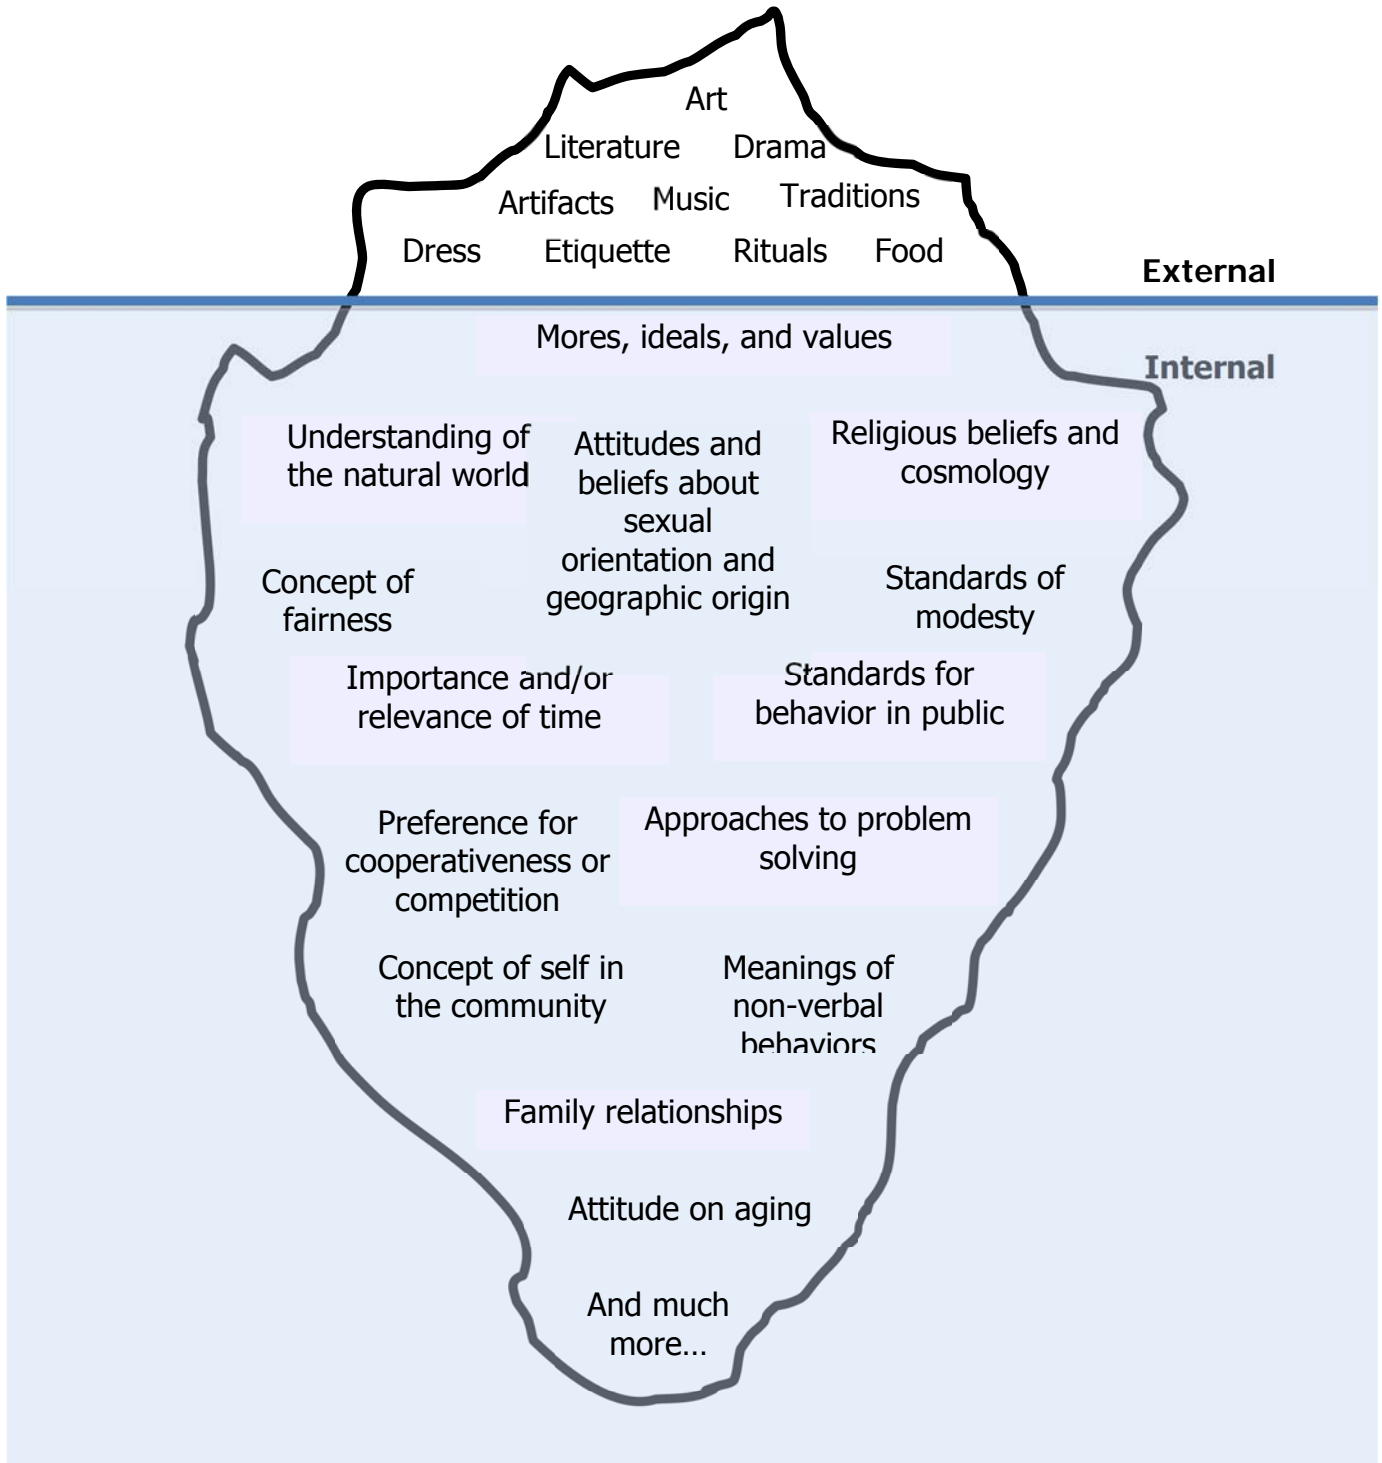 Art
Literature Drama
Artifacts Music Traditions
Dress Etiquette Rituals Food
External
Mores, ideals, and values
Internal
Understanding of
the natural world
Attitudes and
beliefs about
sexual
orientation and
geographic origin
Religious beliefs and
cosmology
Concept of
fairness
Standards of
modesty
Importance and/or
relevance of time
Standards for
behavior in public
Preference for
cooperativeness or
competition
Approaches to problem
solving
Concept of self in
the community
Meanings of
non-verbal
behaviors
Family relationships
Attitude on aging
And much
more...